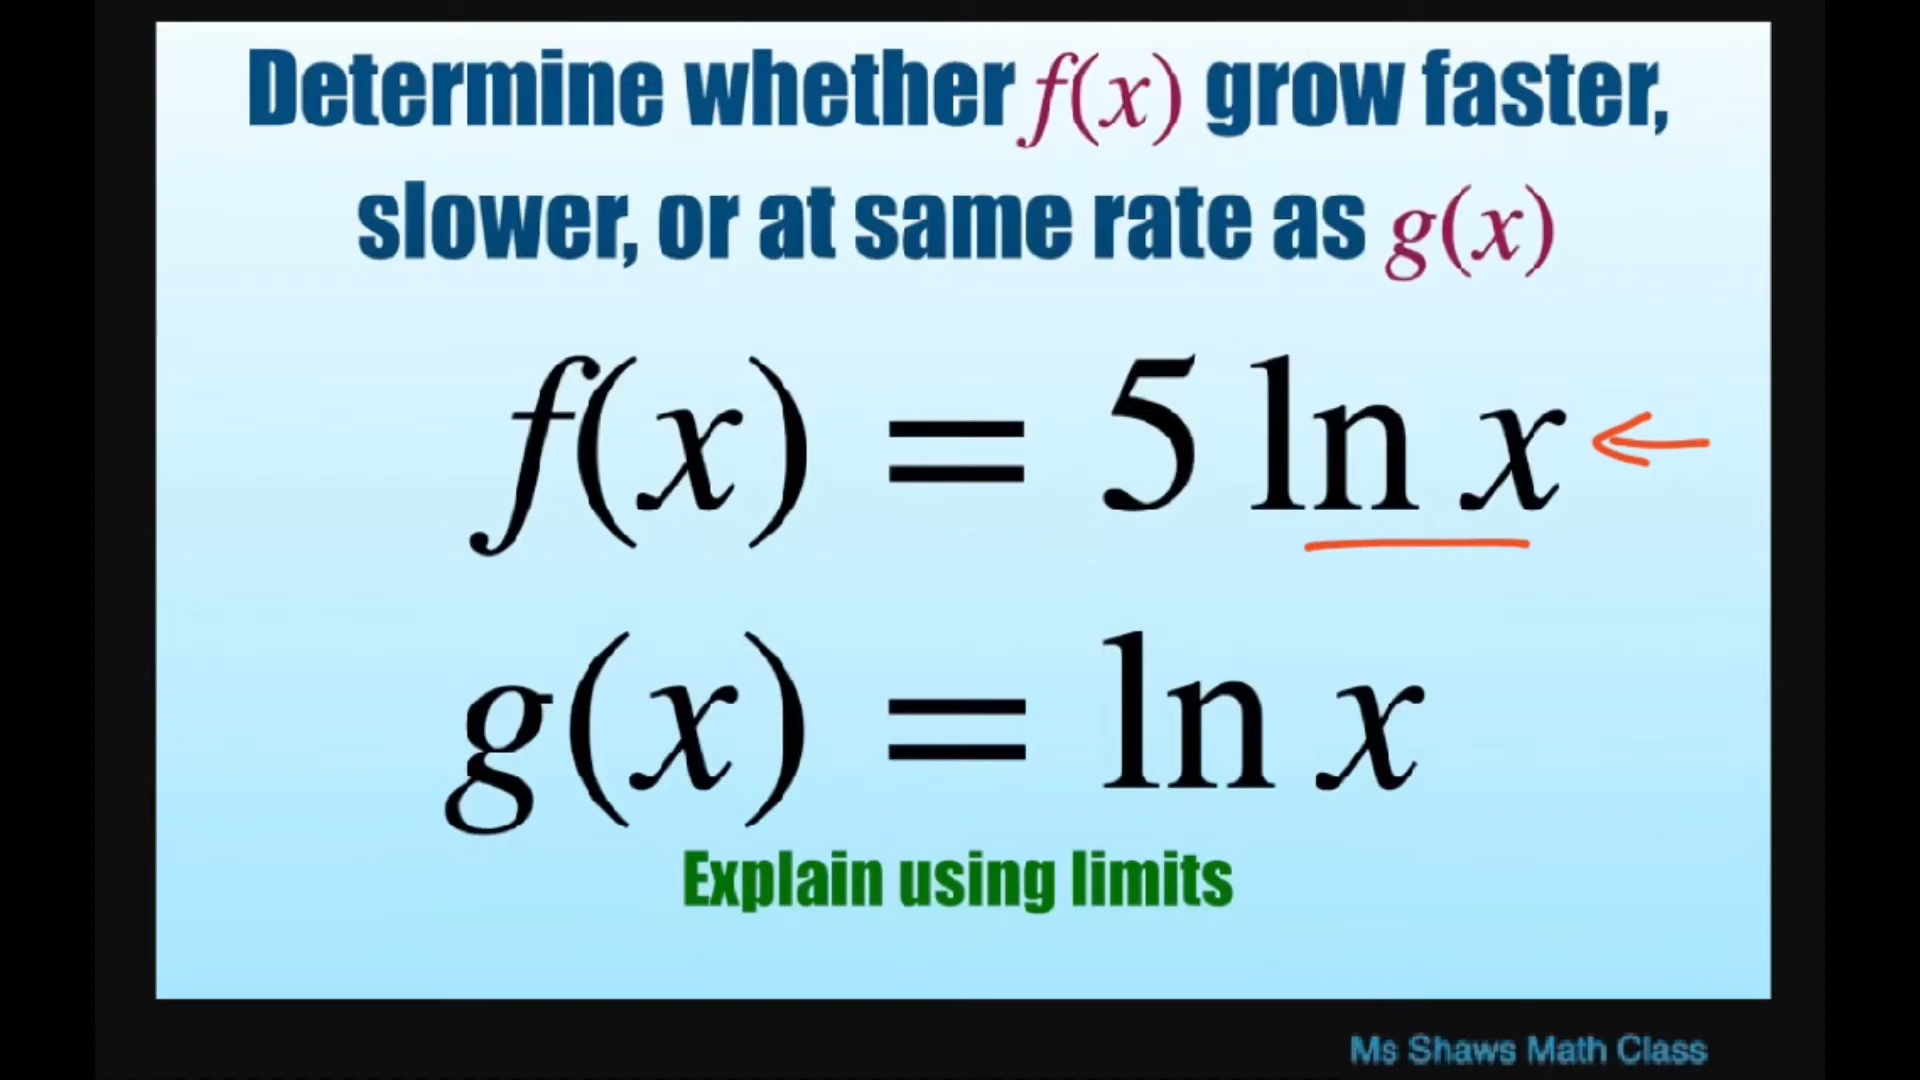 Determine whether f(x) grow faster,
slower, or at same rate as g(x)
f(x) = 5 ln x
g(x) = ln x
Explain using limits
Ms Shaws Math Class